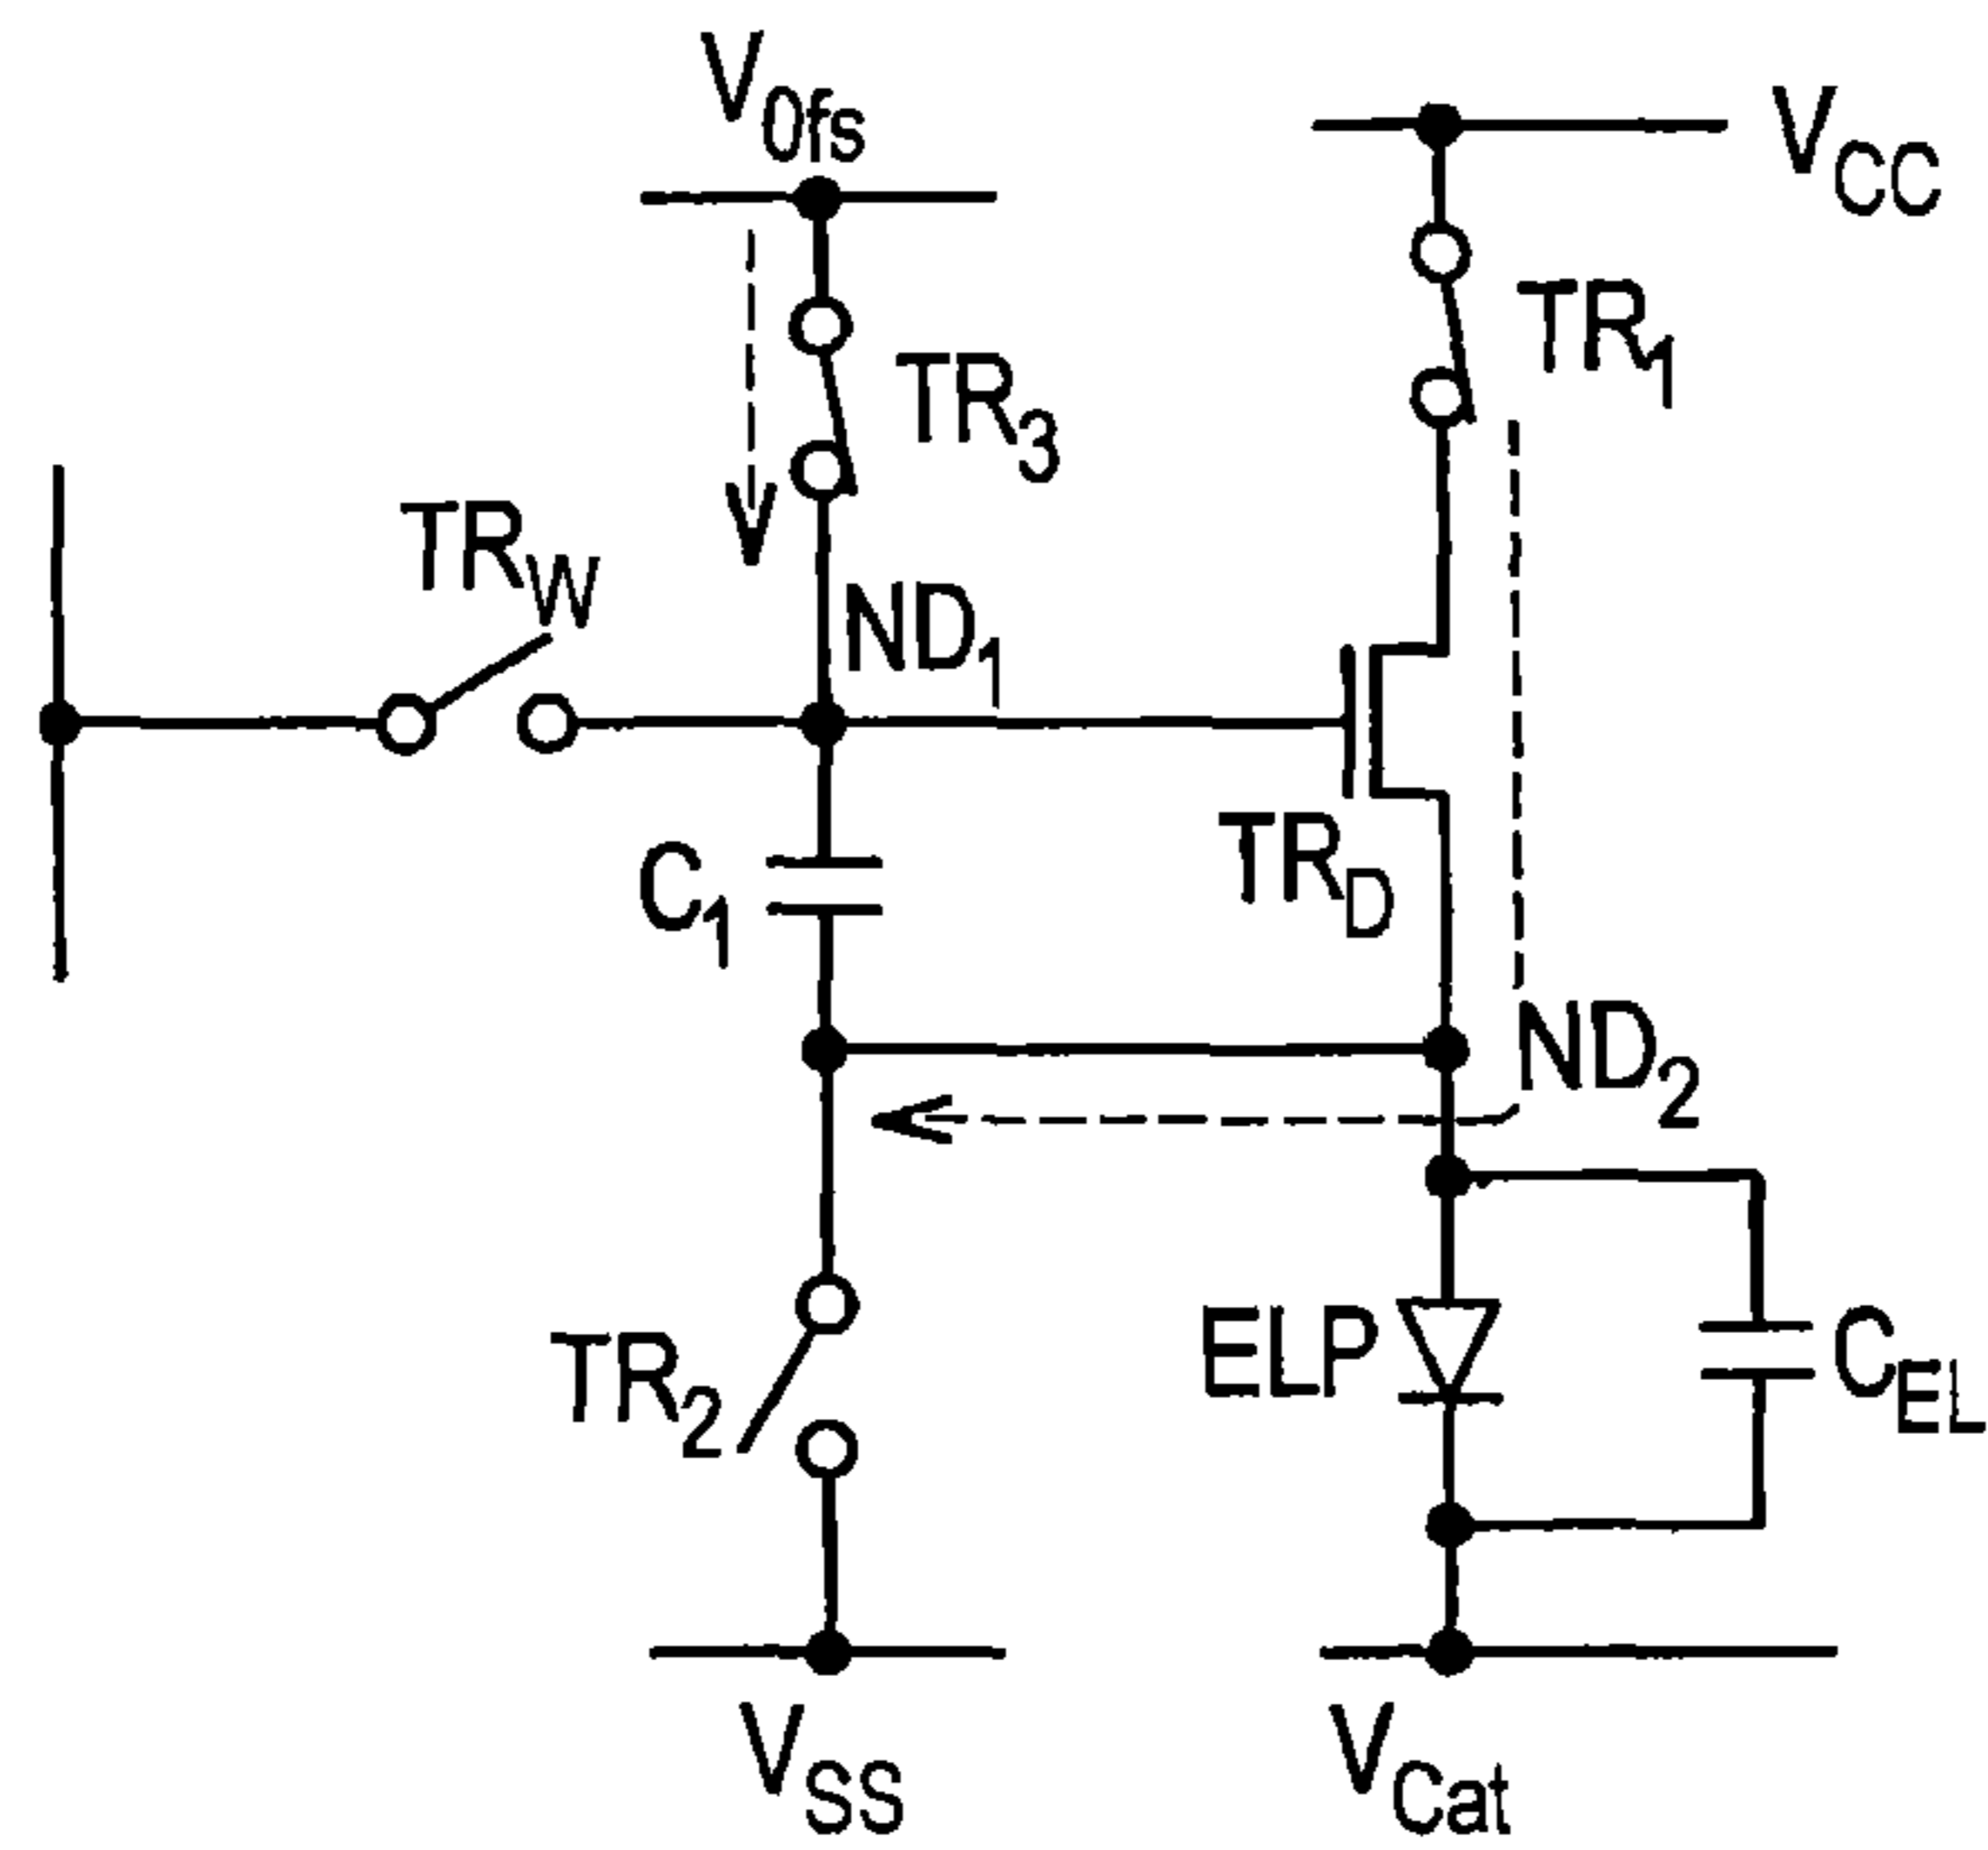 V0fs
VCC
TR1
TR3
TRW
ND1
C1
TRD
ND2
TR2
ELP
CEL
VSS
VCat